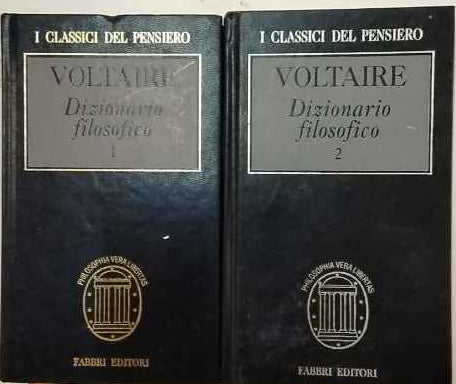 I CLASSICI DEL PENSIERO
VOLTAIRE
Dizionario
filosofico
1
PHILOSOPHIA VERA LIBERTAS
FABBRI EDITORI
I CLASSICI DEL PENSIERO
VOLTAIRE
Dizionario
filosofico
2
PHILOSOPHIA VERA LIBERTAS
FABBRI EDITORI